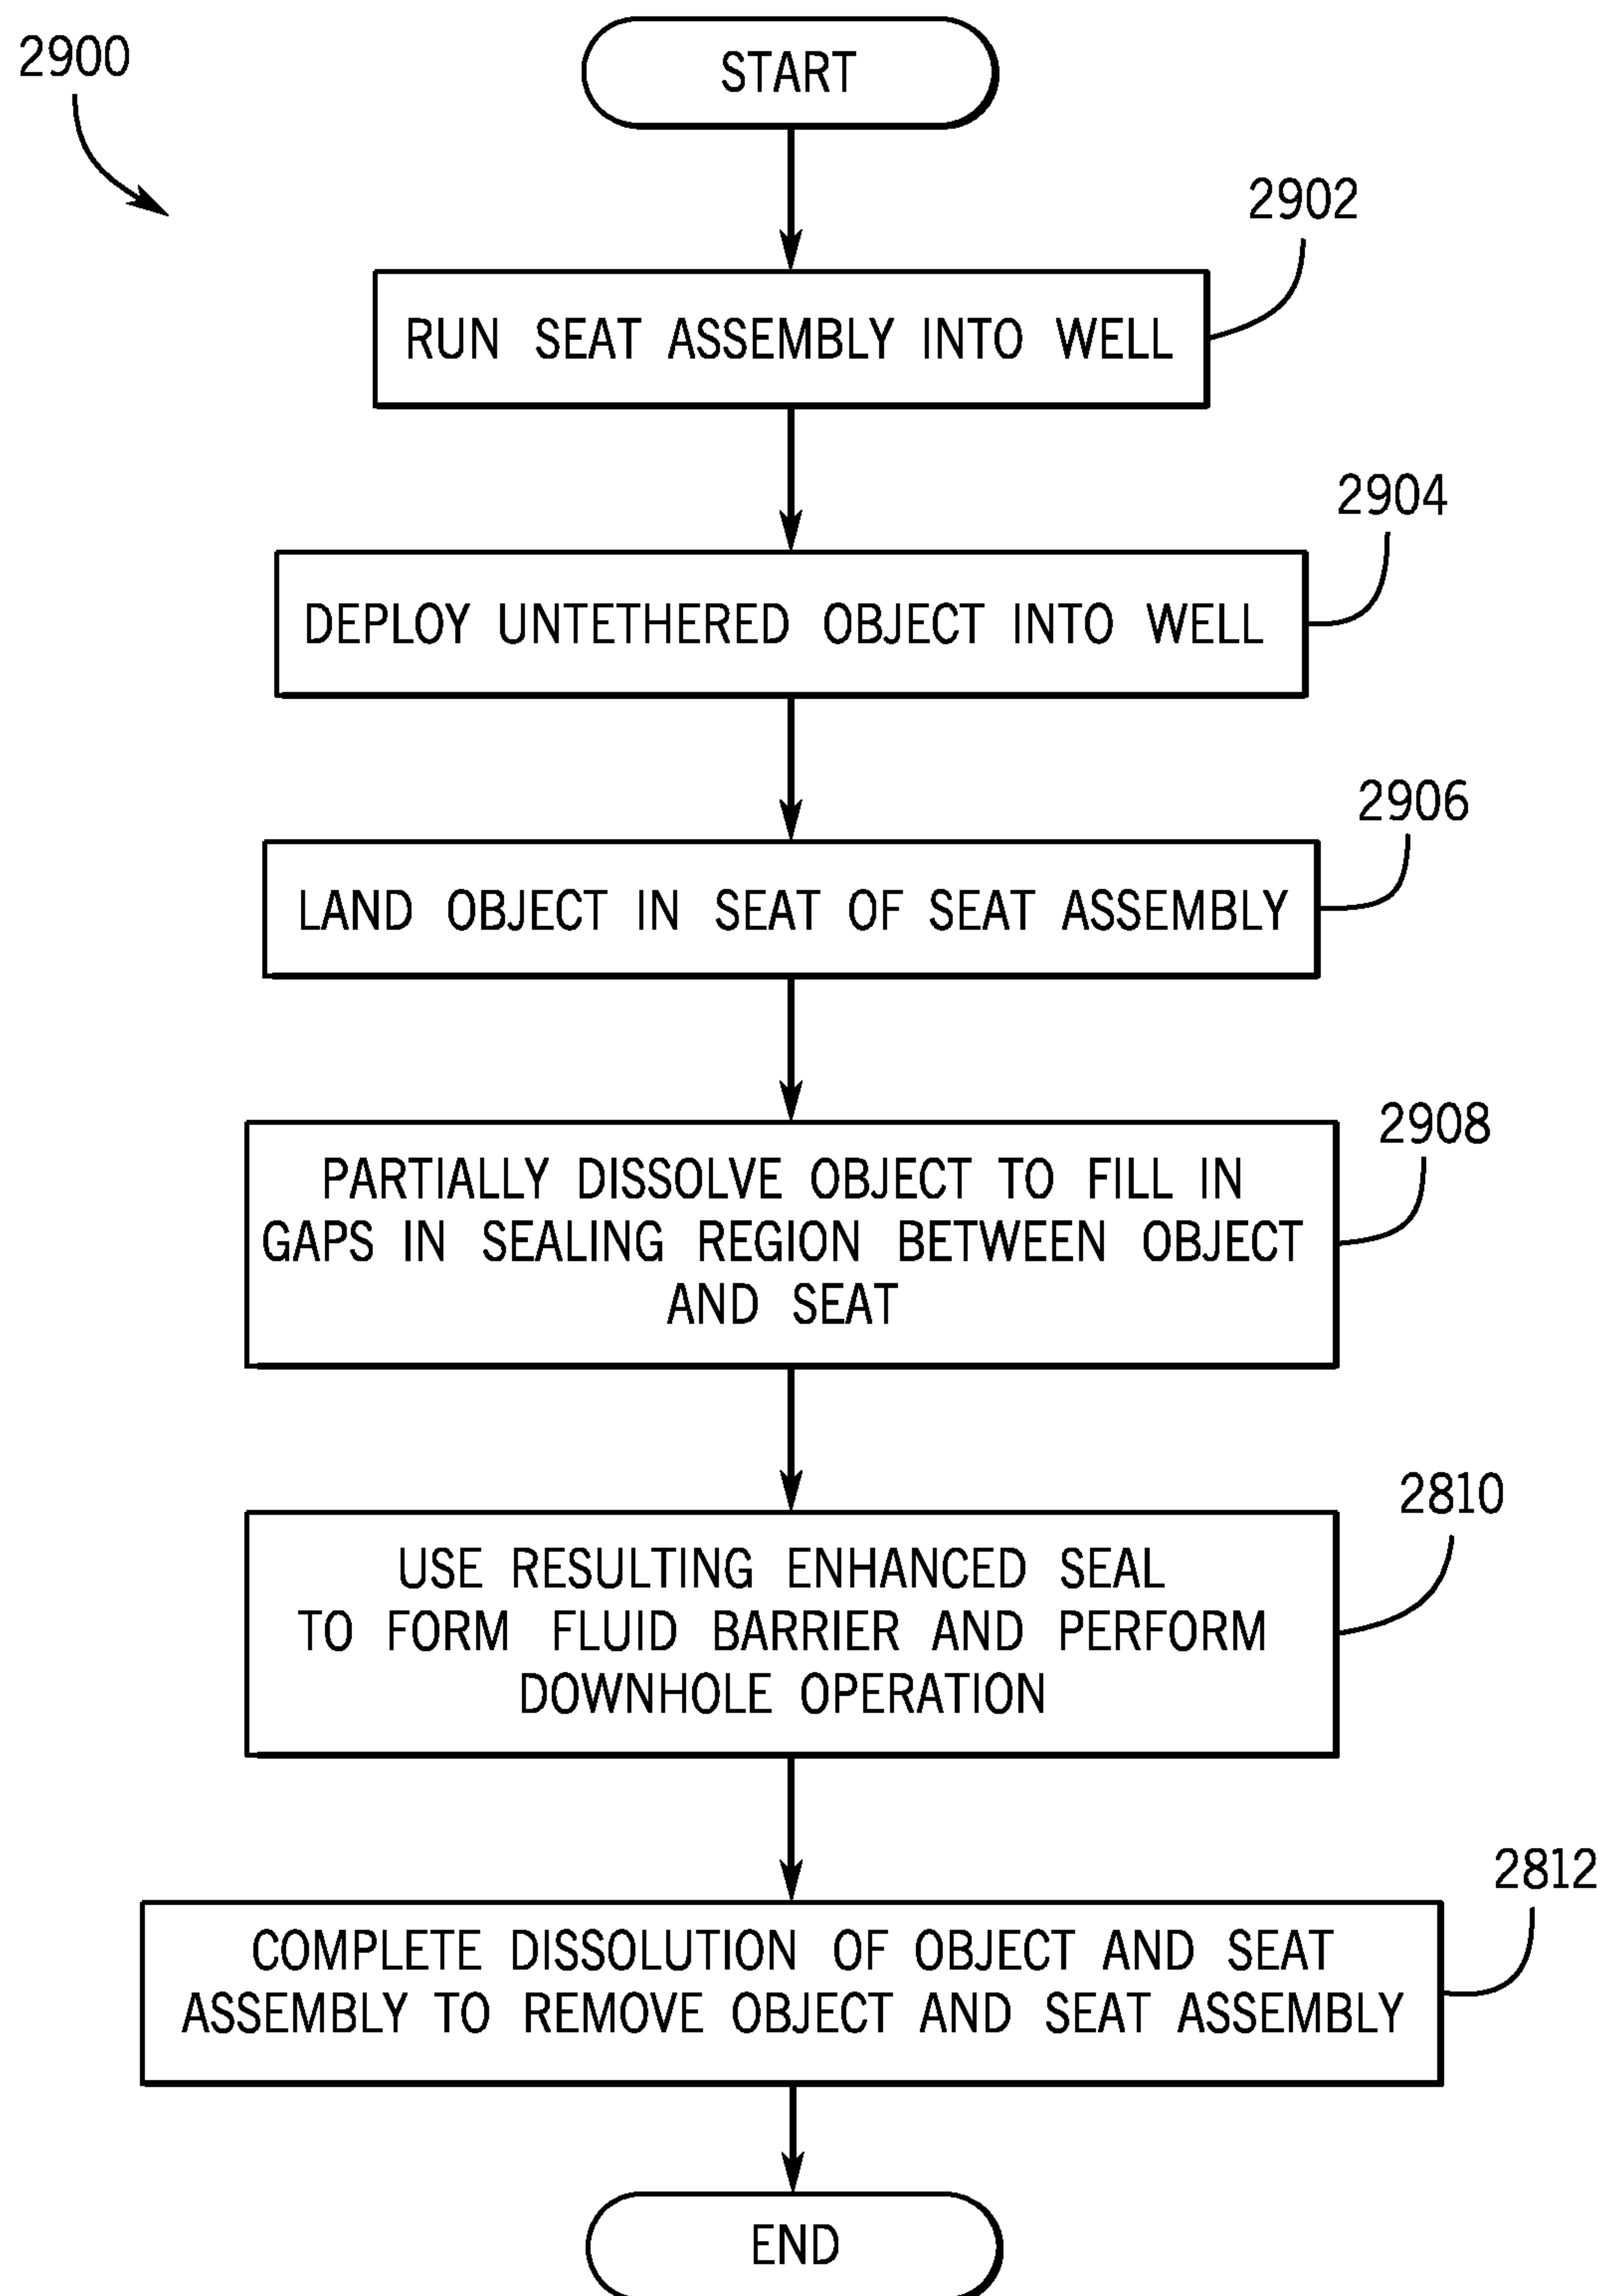 2900
START
2902
RUN SEAT ASSEMBLY INTO WELL
2904
DEPLOY UNTETHERED OBJECT INTO WELL
2906
LAND OBJECT IN SEAT OF SEAT ASSEMBLY
2908
PARTIALLY DISSOLVE OBJECT TO FILL IN
GAPS IN SEALING REGION BETWEEN OBJECT
AND SEAT
2810
USE RESULTING ENHANCED SEAL
TO FORM FLUID BARRIER AND PERFORM
DOWNHOLE OPERATION
2812
COMPLETE DISSOLUTION OF OBJECT AND SEAT
ASSEMBLY TO REMOVE OBJECT AND SEAT ASSEMBLY
END